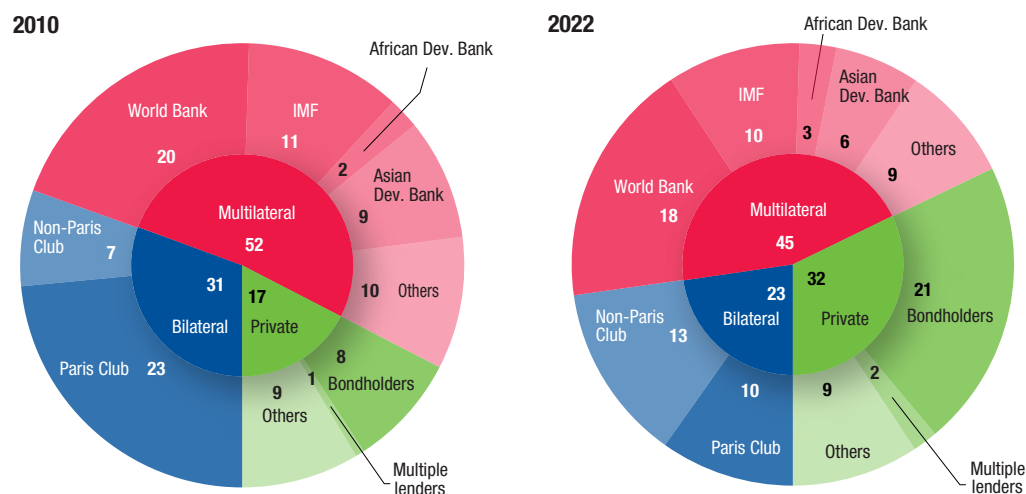 2010
World Bank
20
IMF
11
African Dev. Bank
2
Asian
Dev. Bank
9
Others
10
Multilateral
52
Non-Paris
Club
7
31
Bilateral
17
Private
Paris Club 23
8
Bondholders
1
Multiple
lenders
9
Others
2022
World Bank
18
IMF
10
African Dev. Bank
3
Asian
Dev. Bank
6
Others
9
Multilateral
45
Non-Paris
Club
13
23
Bilateral
32
Private
10
Paris Club
21
Bondholders
2
Multiple
lenders
9
Others